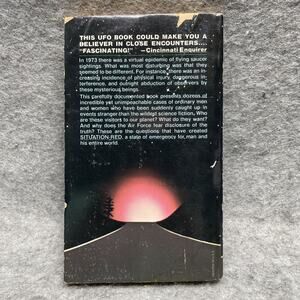 THIS UFO BOOK COULD MAKE YOU A
BELIEVER IN CLOSE ENCOUNTERS....
"FASCINATING!" —Cincinnati Enquirer
In 1973 there was a virtual epidemic of flying saucer
sightings. What was most disturbing was that they
seemed to be different. For instance, there was an in-
creasing incidence of physical injury, dangerous in-
terference, and outright abduction of observers by
these mysterious beings.
This carefully documented book presents dozens of
incredible yet unimpeachable cases of ordinary men
and women who have been suddenly caught up in
events stranger than the wildest science fiction. Who
are these visitors to our planet? What do they want?
And why does the Air Force fear disclosure of the
truth? These are the questions that have created
SITUATION RED, a state of emergency for, man and
his entire world.